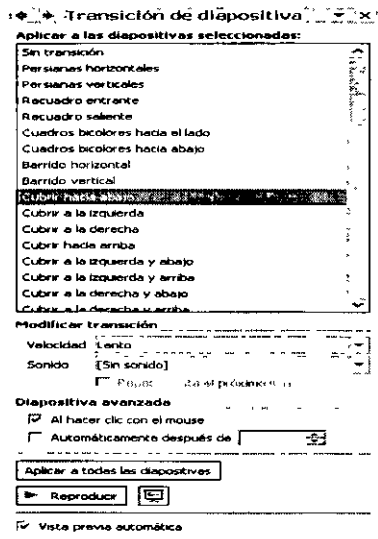 Transición de diapositiva
Aplicar a las diapositivas seleccionadas:
Sin transición
Persianas horizontales
Persianas verticales
Recuadro entrante
Recuadro saliente
Cuadros bicolores hacia el lado
Cuadros bicolores hacia abajo
Barrido horizontal
Barrido vertical
Cubrir hacia abajo
Cubrir a la izquierda
Cubrir a la derecha
Cubrir hacia arriba
Cubrir a la izquierda y abajo
Cubrir a la izquierda y arriba
Cubrir a la derecha y abajo
Cubrir a la derecha y arriba
Modificar transición
Velocidad Lento
Sonido [Sin sonido]
Diapositiva avanzada
Al hacer clic con el mouse
Automáticamente después de
Aplicar a todas las diapositivas
Reproducir
Vista previa automática